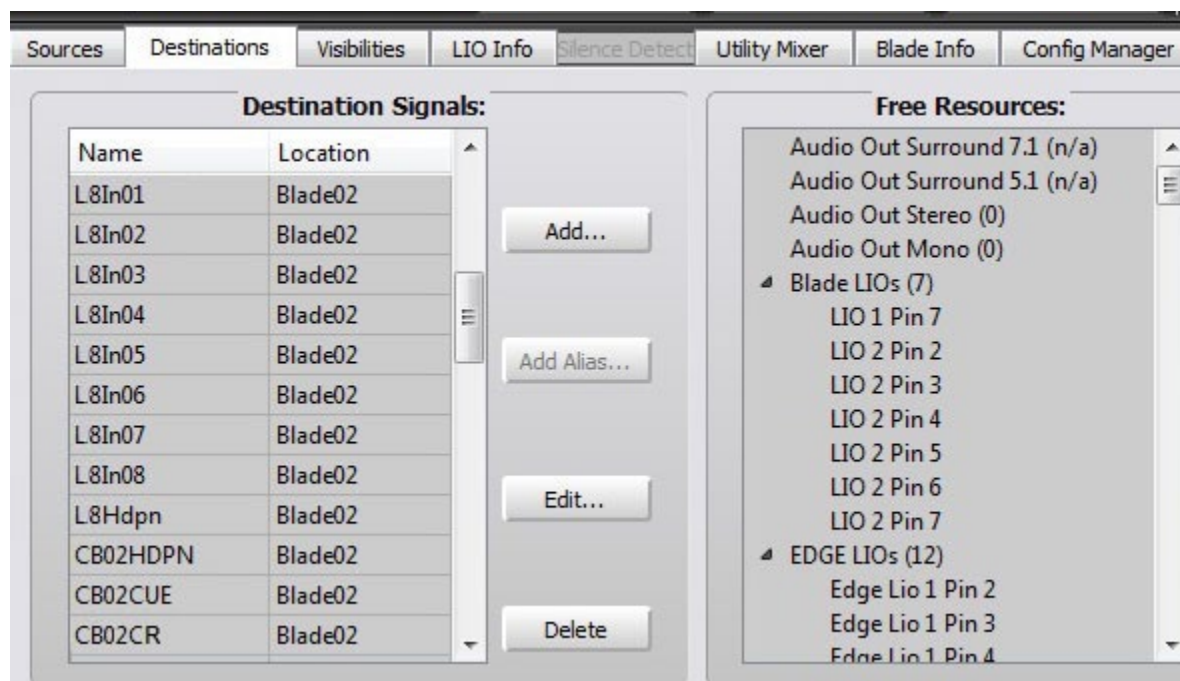 Sources Destinations Visibilities LIO Info Silence Detect Utility Mixer Blade Info Config Manager
Destination Signals:
Name Location
L8In01 Blade02
L8In02 Blade02
L8In03 Blade02
L8In04 Blade02
L8In05 Blade02
L8In06 Blade02
L8In07 Blade02
L8In08 Blade02
L8Hdpn Blade02
CB02HDPN Blade02
CB02CUE Blade02
CB02CR Blade02
Add...
Add Alias...
Edit...
Delete
Free Resources:
Audio Out Surround 7.1 (n/a)
Audio Out Surround 5.1 (n/a)
Audio Out Stereo (0)
Audio Out Mono (0)
Blade LIOs (7)
LIO 1 Pin 7
LIO 2 Pin 2
LIO 2 Pin 3
LIO 2 Pin 4
LIO 2 Pin 5
LIO 2 Pin 6
LIO 2 Pin 7
EDGE LIOs (12)
Edge Lio 1 Pin 2
Edge Lio 1 Pin 3
Edge Lio 1 Pin 4